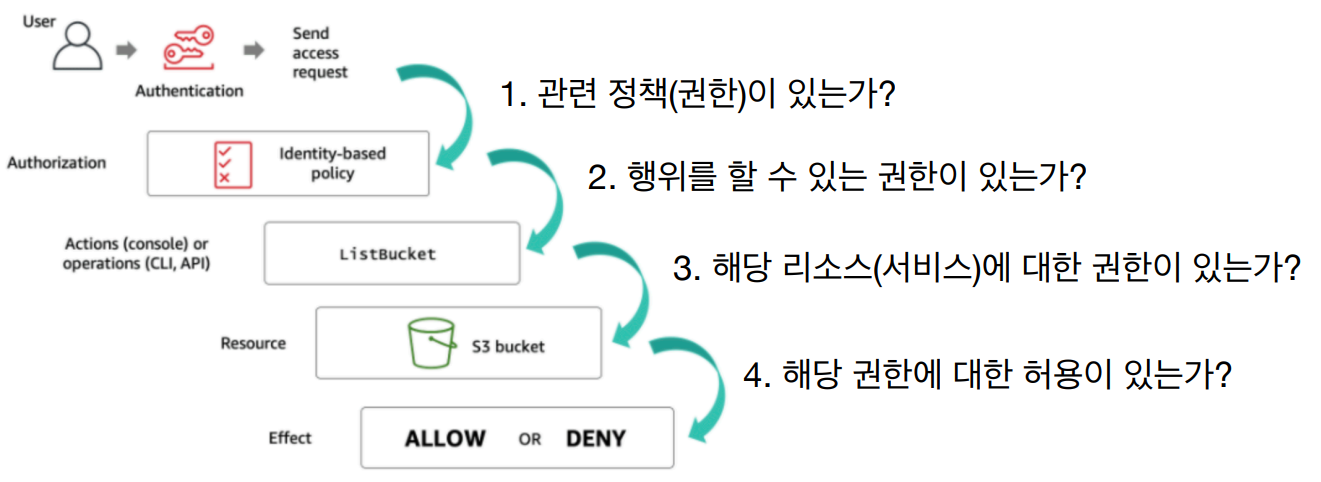 User
Authentication
Send
access
request
1. 관련 정책(권한)이 있는가?
Authorization
Identity-based
policy
2. 행위를 할 수 있는 권한이 있는가?
Actions (console) or
operations (CLI, API)
ListBucket
3. 해당 리소스(서비스)에 대한 권한이 있는가?
Resource
S3 bucket
4. 해당 권한에 대한 허용이 있는가?
Effect
ALLOW OR DENY